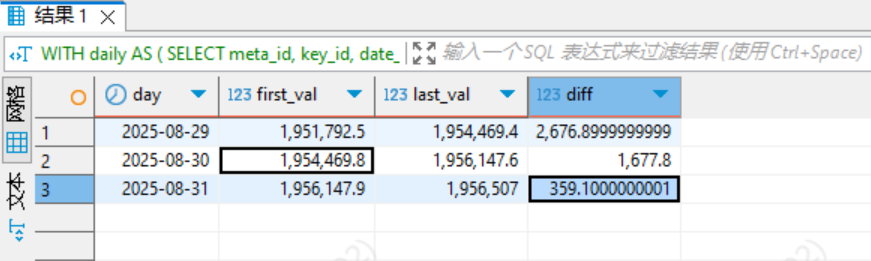 结果 1
WITH daily AS ( SELECT meta_id, key_id, date_ 输入一个 SQL 表达式来过滤结果 (使用 Ctrl+Space)
网格
文本
day 123 first_val 123 last_val 123 diff
1 2025-08-29 1,951,792.5 1,954,469.4 2,676.8999999999
2 2025-08-30 1,954,469.8 1,956,147.6 1,677.8
3 2025-08-31 1,956,147.9 1,956,507 359.1000000001